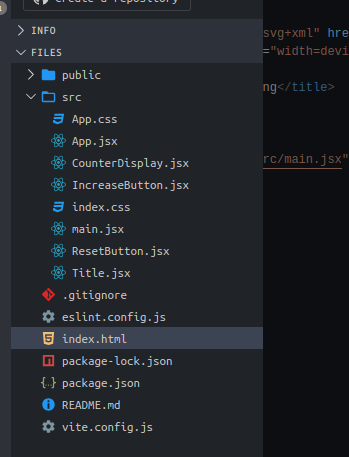 Create a repository
INFO
svg+xml" hre
FILES
="width=devi
public
src
ng</title>
App.css
App.jsx
CounterDisplay.jsx
rc/main.jsx"
IncreaseButton.jsx
index.css
main.jsx
ResetButton.jsx
Title.jsx
.gitignore
eslint.config.js
index.html
package-lock.json
{..} package.json
README.md
vite.config.js